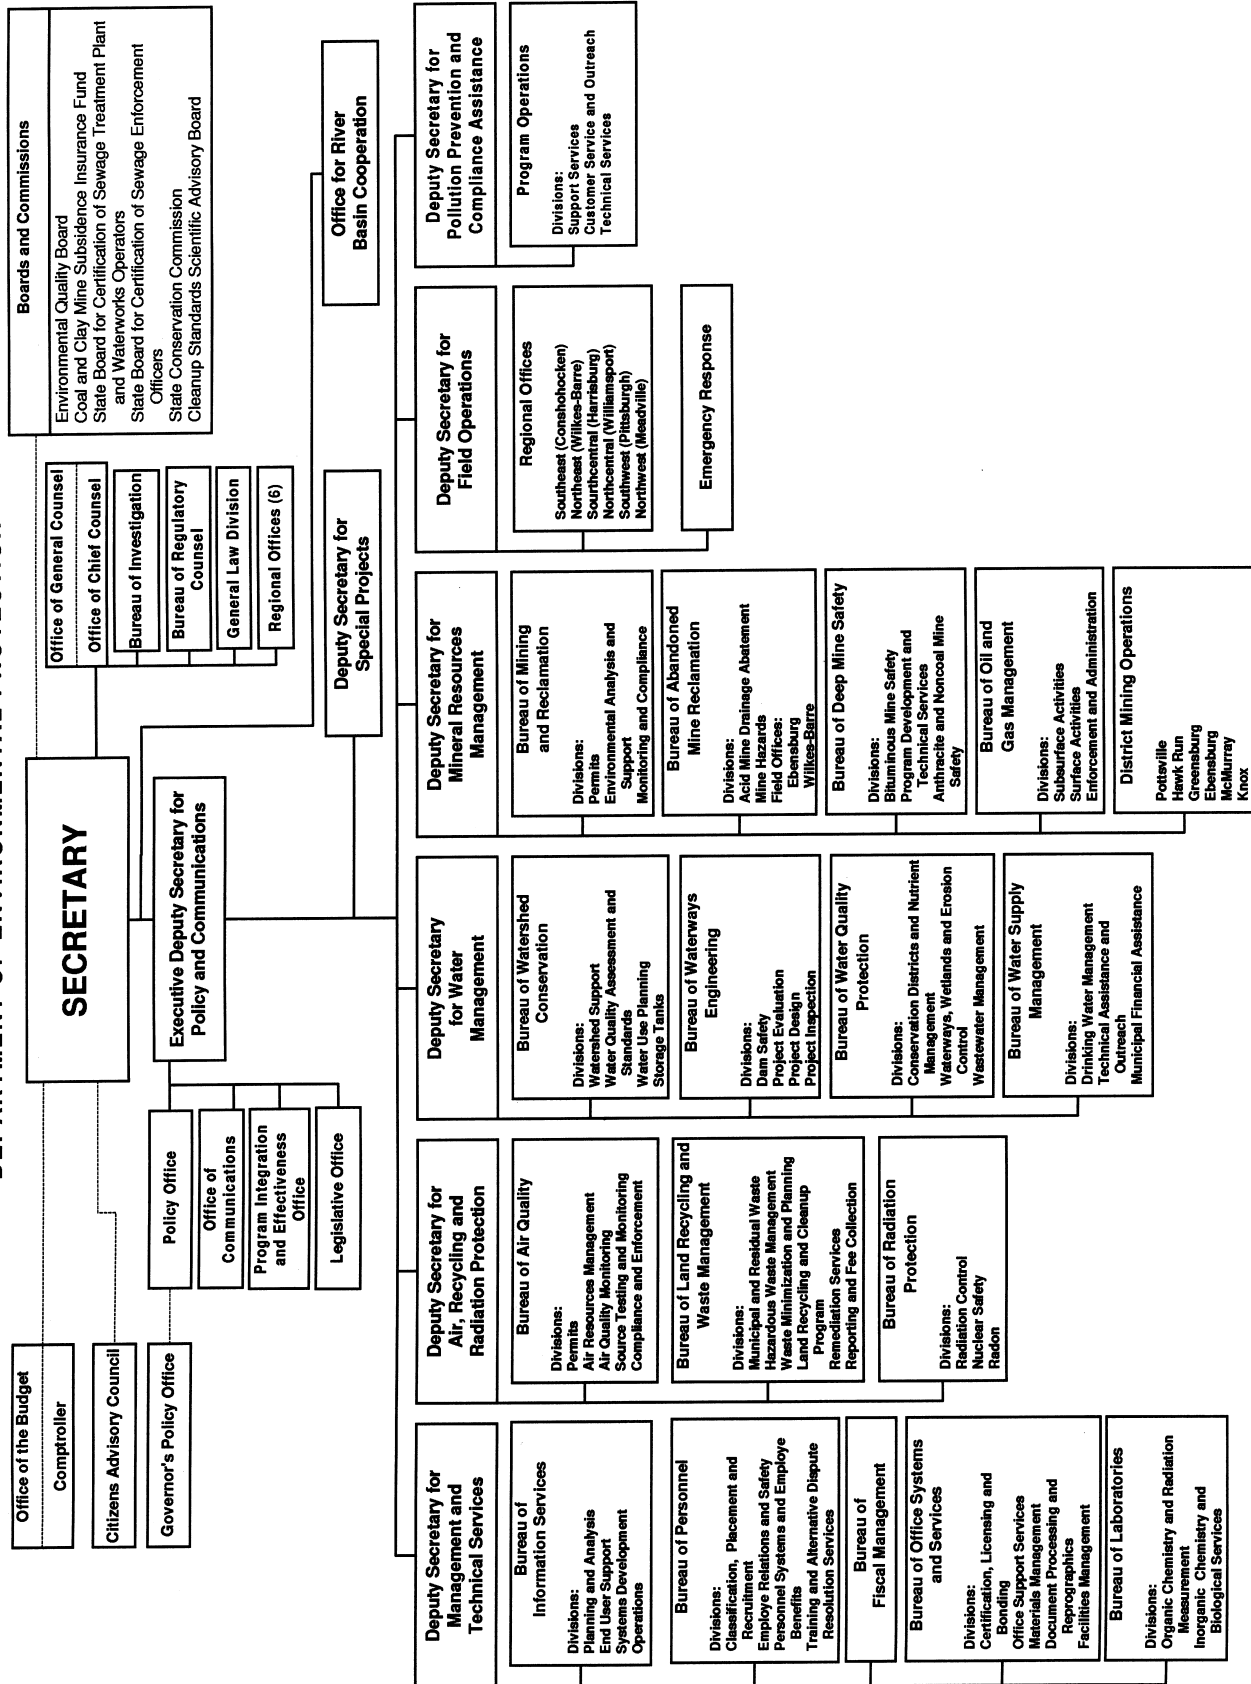 SECRETARY
Boards and Commissions
Environmental Quality Board
Coal and Clay Mine Subsidence Insurance Fund
State Board for Certification of Sewage Treatment Plant
and Waterworks Operators
State Board for Certification of Sewage Enforcement
Officers
State Conservation Commission
Cleanup Standards Scientific Advisory Board
Office of the Budget
Comptroller
Citizens Advisory Council
Governor's Policy Office
Policy Office
Office of
Communications
Program Integration
and Effectiveness
Office
Legislative Office
Executive Deputy Secretary for
Policy and Communications
Office of General Counsel
Office of Chief Counsel
Bureau of Investigation
Bureau of Regulatory
Counsel
General Law Division
Regional Offices (6)
Deputy Secretary for
Special Projects
Office for River
Basin Cooperation
Deputy Secretary for
Management and
Technical Services
Bureau of
Information Services
Divisions:
Planning and Analysis
End User Support
Systems Development
Operations
Bureau of Personnel
Divisions:
Classification, Placement and
Recruitment
Employe Relations and Safety
Personnel Systems and Employe
Benefits
Training and Alternative Dispute
Resolution Services
Bureau of
Fiscal Management
Bureau of Office Systems
and Services
Divisions:
Certification, Licensing and
Bonding
Office Support Services
Materials Management
Document Processing and
Reprographics
Facilities Management
Bureau of Laboratories
Divisions:
Organic Chemistry and Radiation
Measurement
Inorganic Chemistry and
Biological Services
Deputy Secretary for
Air, Recycling and
Radiation Protection
Bureau of Air Quality
Divisions:
Permits
Air Resources Management
Air Quality Monitoring
Source Testing and Monitoring
Compliance and Enforcement
Bureau of Land Recycling and
Waste Management
Divisions:
Municipal and Residual Waste
Hazardous Waste Management
Waste Minimization and Planning
Land Recycling and Cleanup
Program
Remediation Services
Reporting and Fee Collection
Bureau of Radiation
Protection
Divisions:
Radiation Control
Nuclear Safety
Radon
Deputy Secretary
for Water
Management
Bureau of Watershed
Conservation
Divisions:
Watershed Support
Water Quality Assessment and
Standards
Water Use Planning
Storage Tanks
Bureau of Waterways
Engineering
Divisions:
Dam Safety
Project Evaluation
Project Design
Project Inspection
Bureau of Water Quality
Protection
Divisions:
Conservation Districts and Nutrient
Management
Waterways, Wetlands and Erosion
Control
Wastewater Management
Bureau of Water Supply
Management
Divisions:
Drinking Water Management
Technical Assistance and
Outreach
Municipal Financial Assistance
Deputy Secretary for
Mineral Resources
Management
Bureau of Mining
and Reclamation
Divisions:
Permits
Environmental Analysis and
Support
Monitoring and Compliance
Bureau of Abandoned
Mine Reclamation
Divisions:
Acid Mine Drainage Abatement
Mine Hazards
Field Offices:
Ebensburg
Wilkes-Barre
Bureau of Deep Mine Safety
Divisions:
Bituminous Mine Safety
Program Development and
Technical Services
Anthracite and Noncoal Mine
Safety
Bureau of Oil and
Gas Management
Divisions:
Subsurface Activities
Surface Activities
Enforcement and Administration
District Mining Operations
Pottsville
Hawk Run
Greensburg
Ebensburg
McMurray
Knox
Deputy Secretary for
Field Operations
Regional Offices
Southeast (Conshohocken)
Northeast (Wilkes-Barre)
Sourthcentral (Harrisburg)
Northcentral (Williamsport)
Southwest (Pittsburgh)
Northwest (Meadville)
Emergency Response
Deputy Secretary for
Pollution Prevention and
Compliance Assistance
Program Operations
Divisions:
Support Services
Customer Service and Outreach
Technical Services